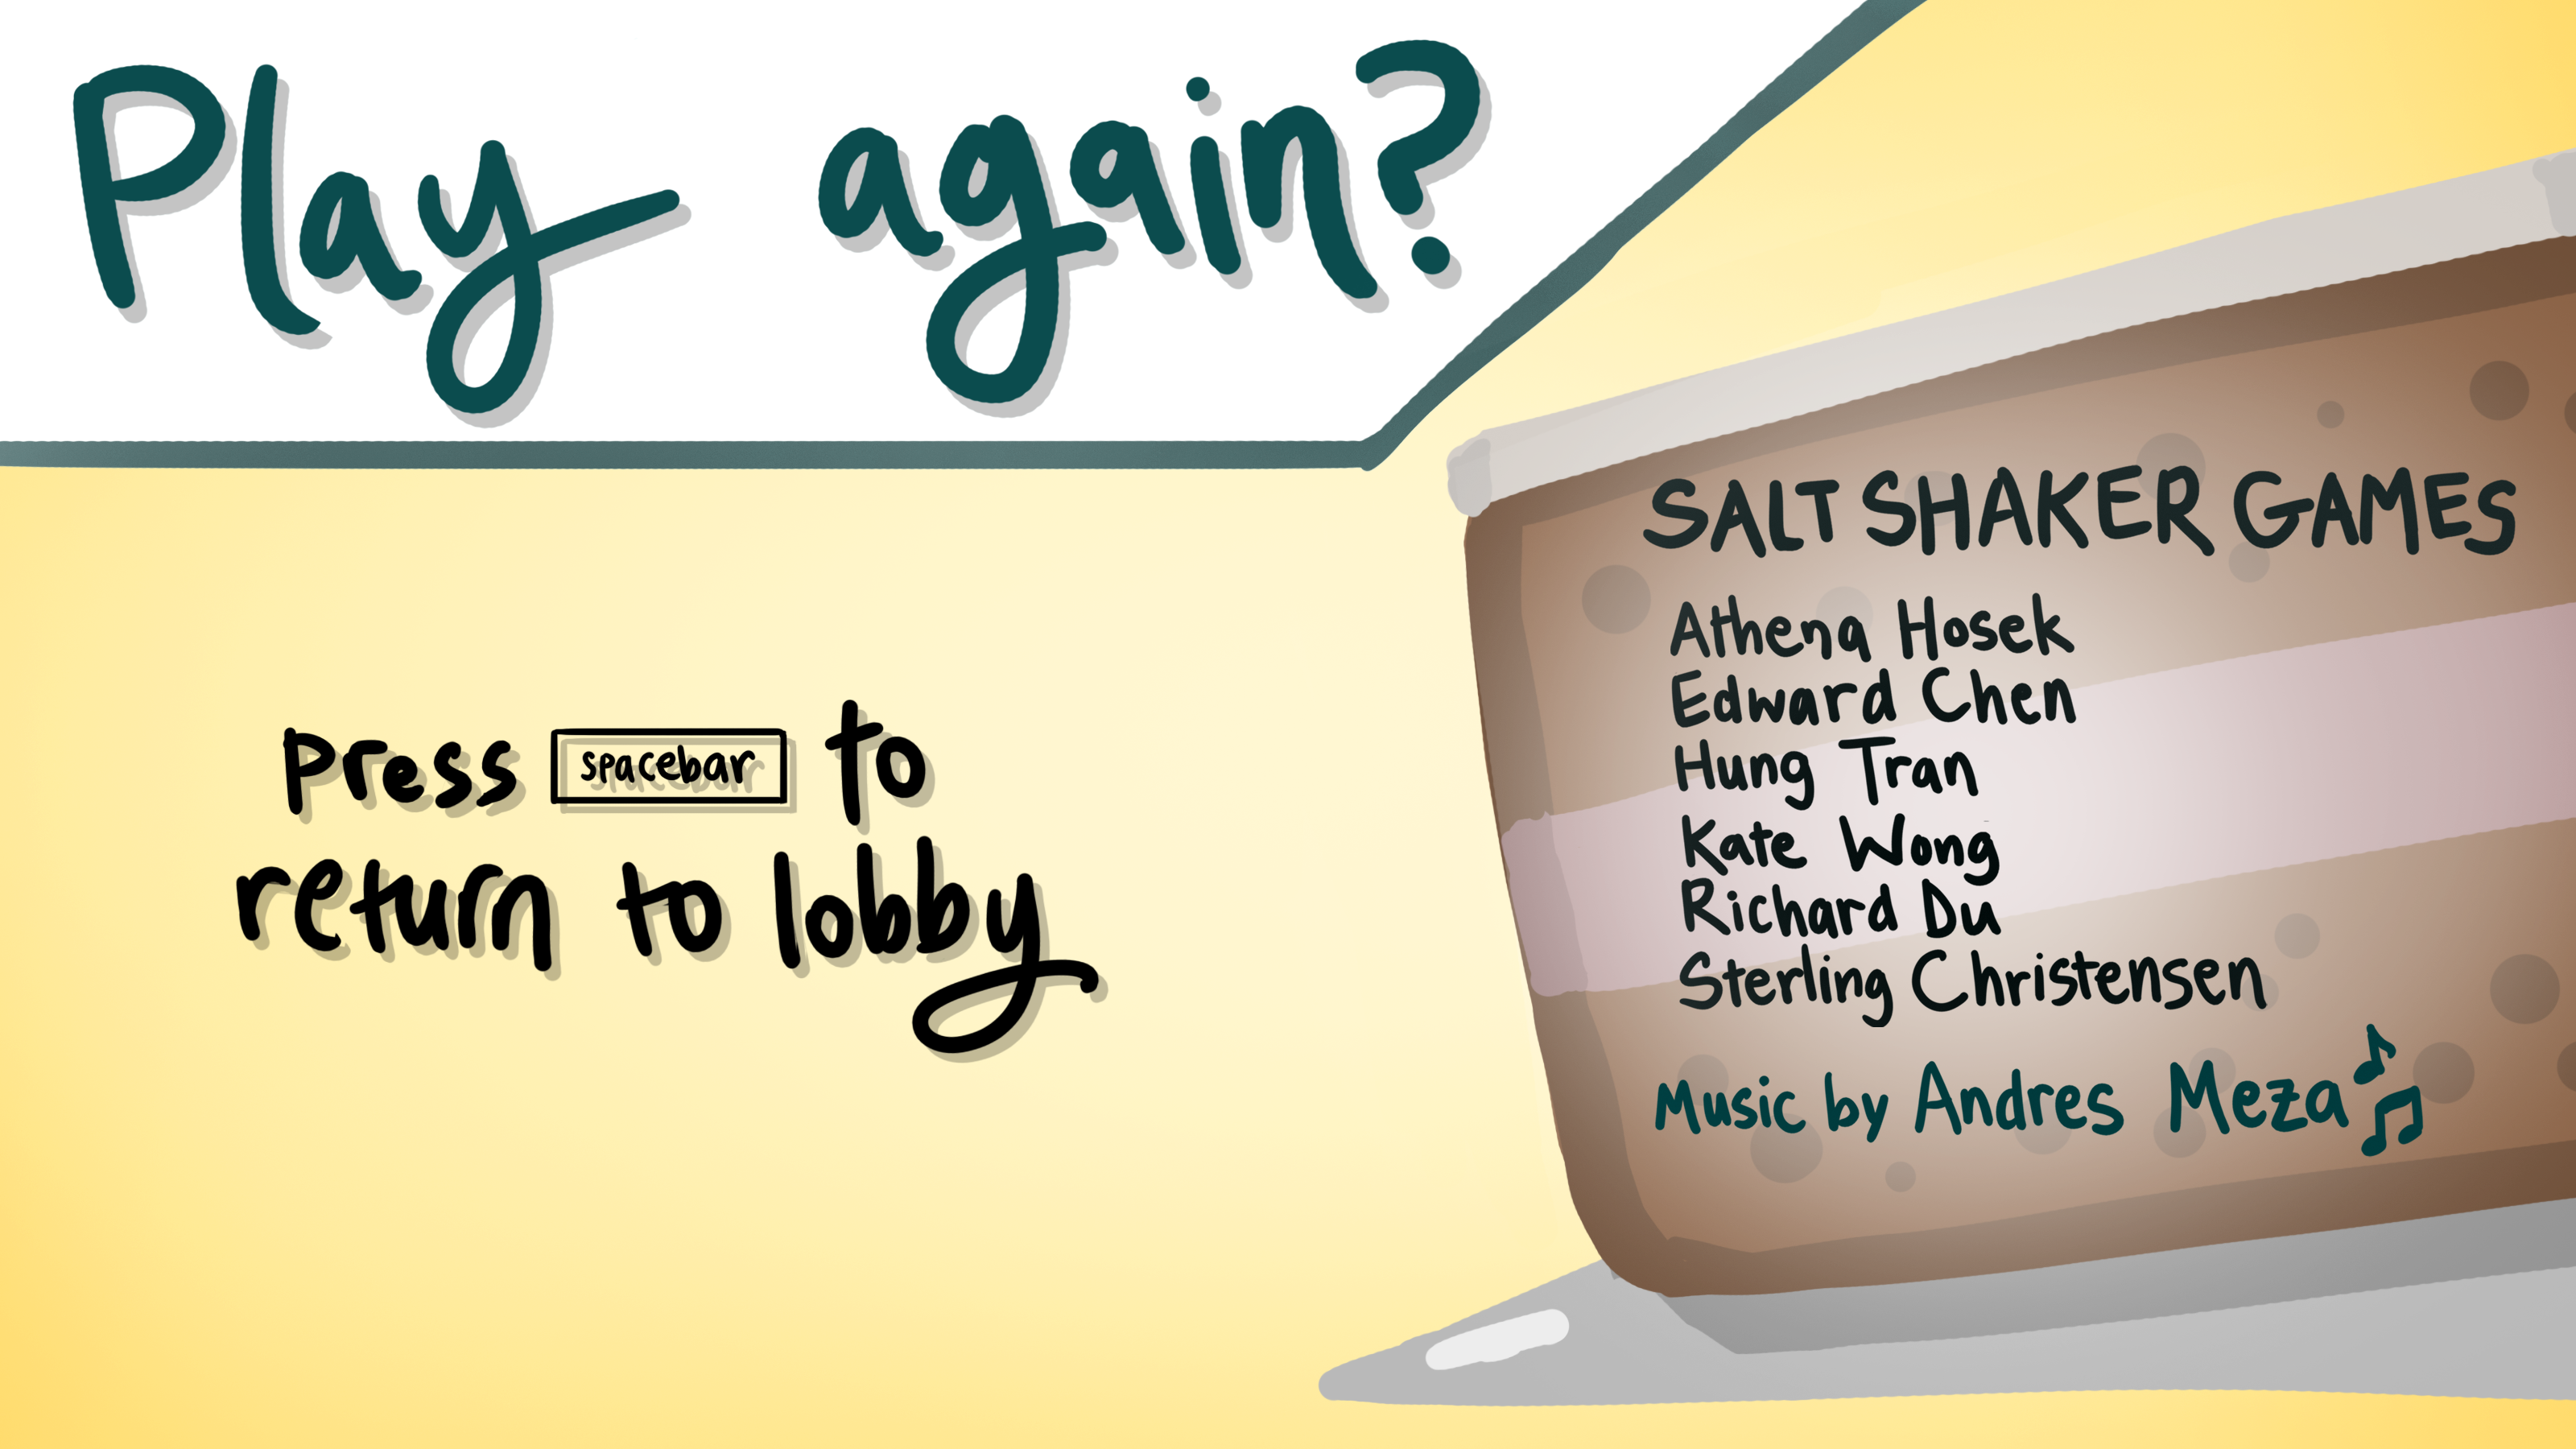 Play again?
Press spacebar to
return to lobby
SALT SHAKER GAMES
Athena Hosek
Edward Chen
Hung Tran
Kate Wong
Richard Du
Sterling Christensen
Music by Andres Meza